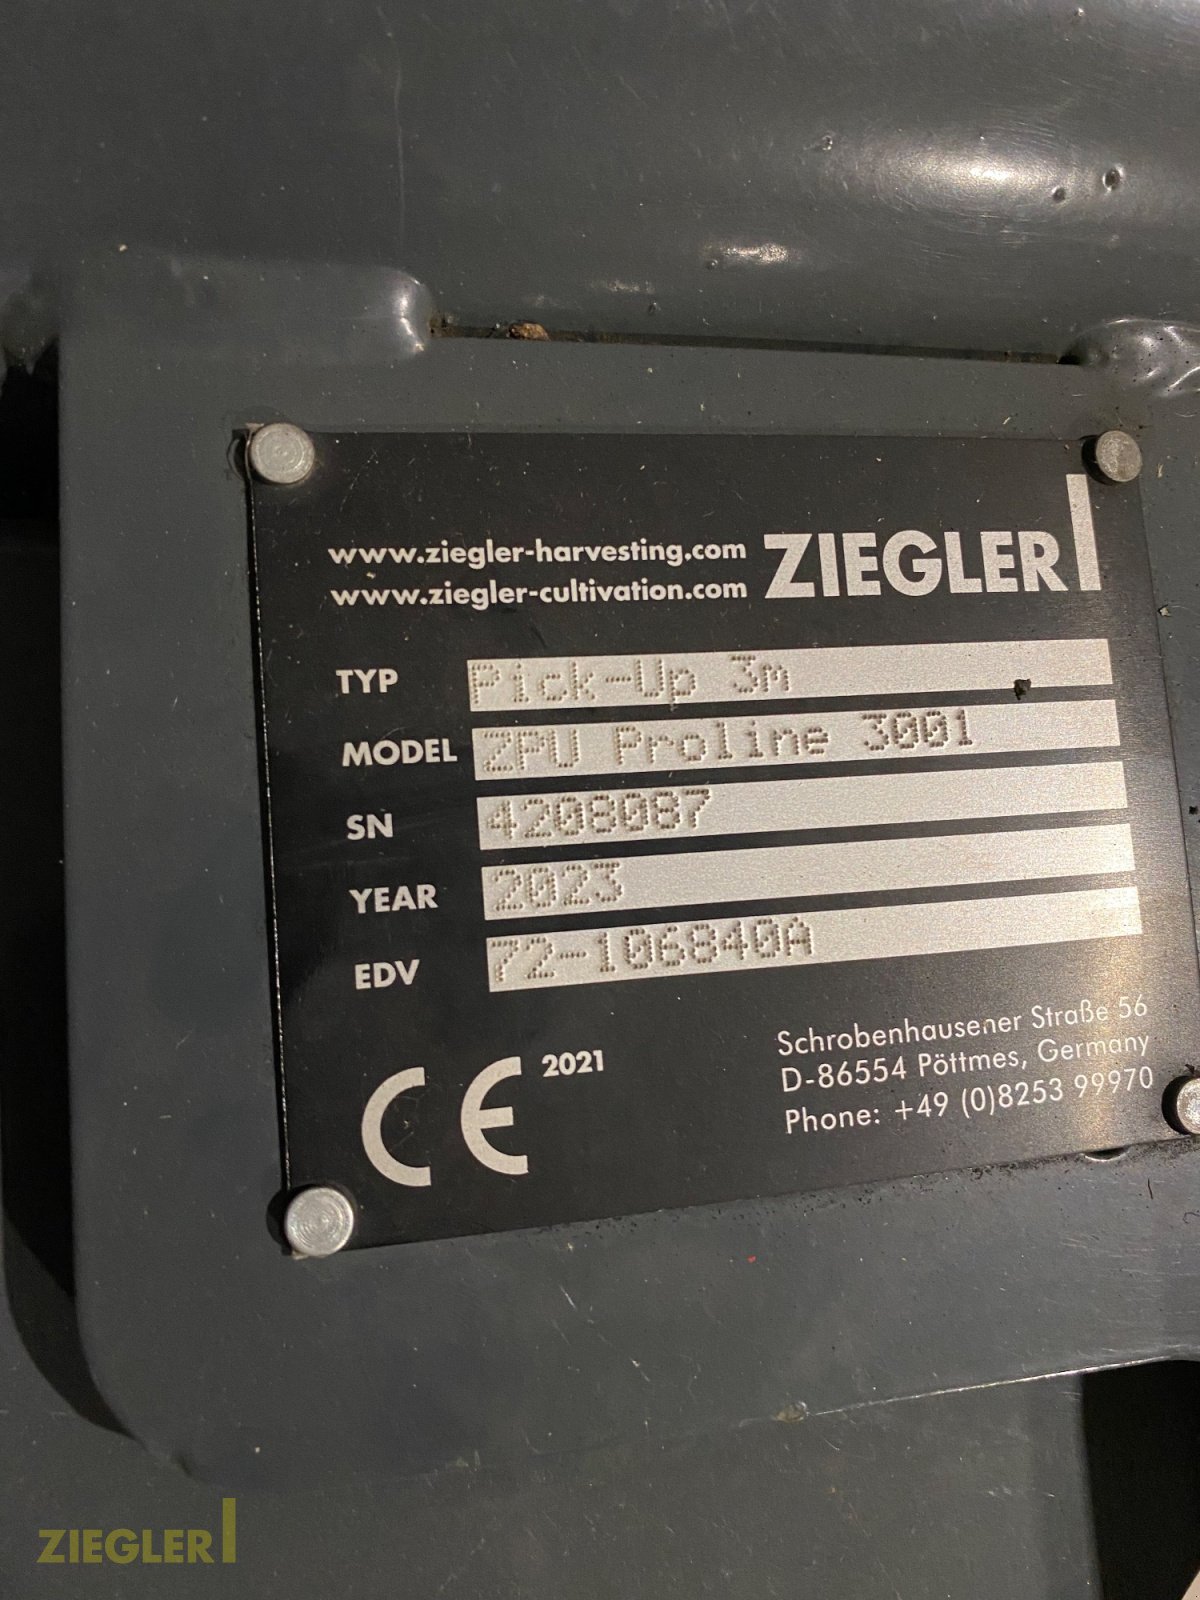 www.ziegler-harvesting.com
www.ziegler-cultivation.com
ZIEGLER
TYP Pick-Up 3m
MODEL ZPU Proline 3001
SN 4208087
YEAR 2023
EDV 72-106840A
CE 2021
Schrobenhausener Straße 56
D-86554 Pöttmes, Germany
Phone: +49 (0)8253 99970
ZIEGLER